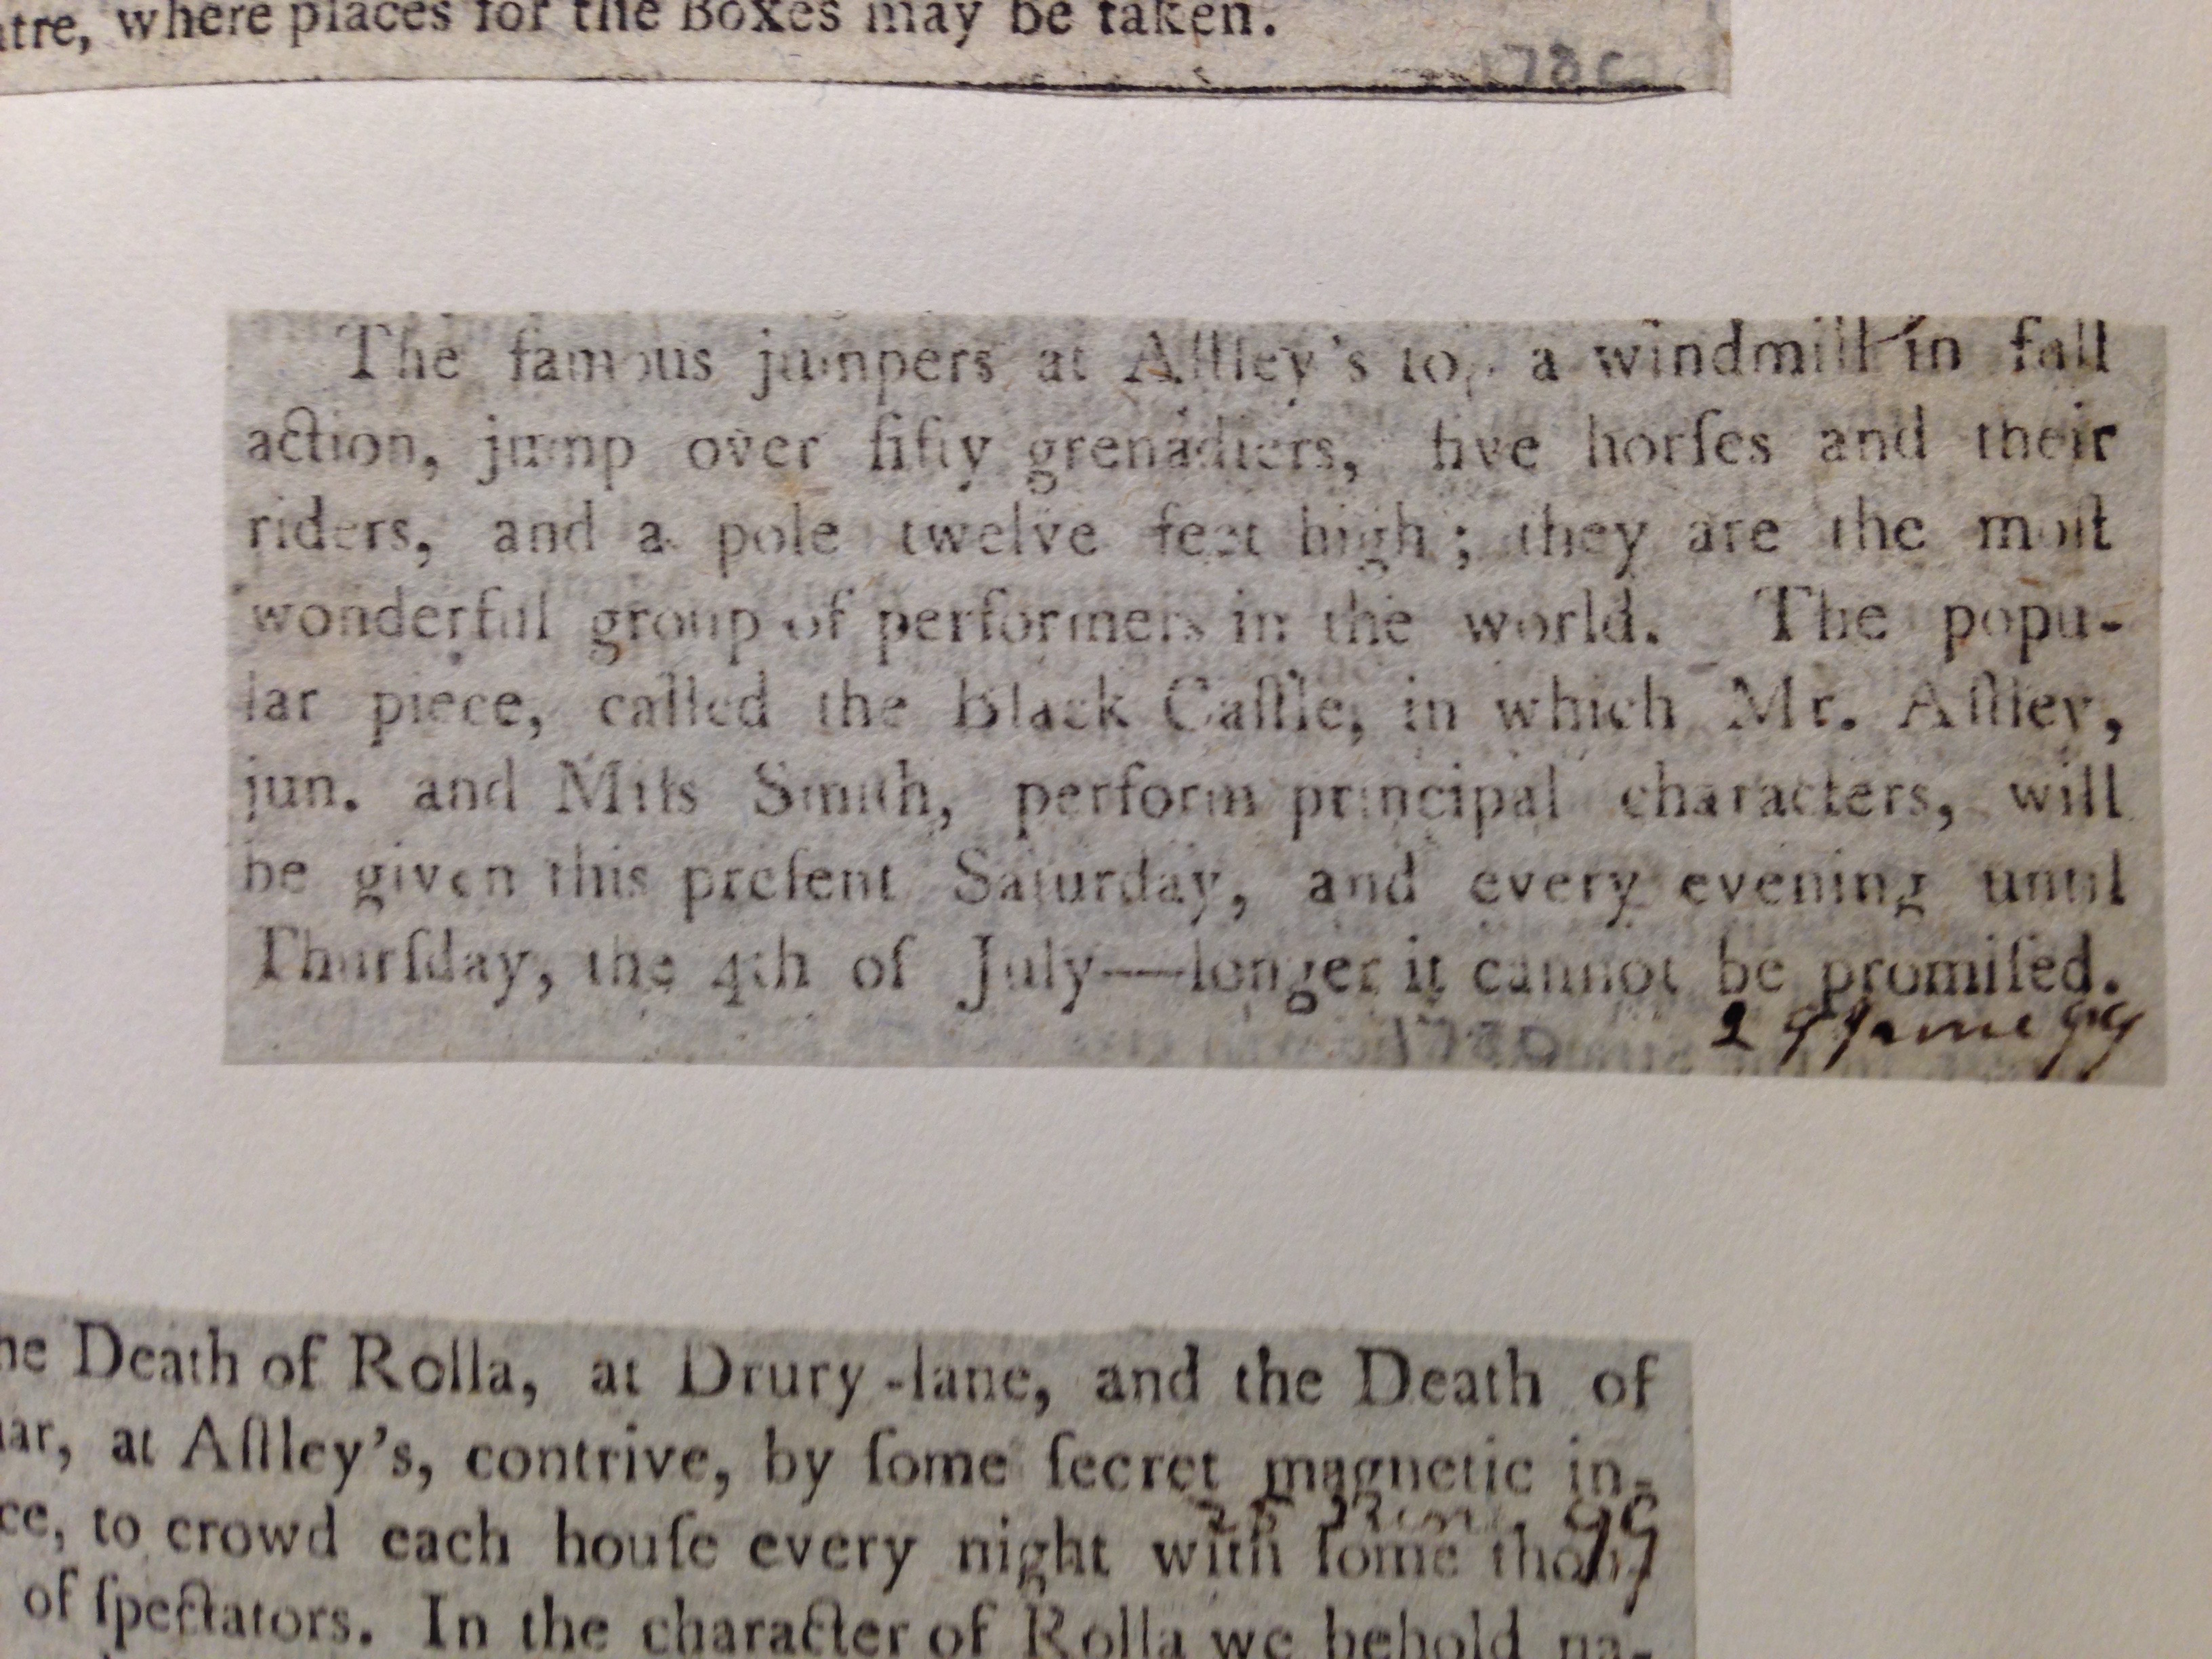 atre, where places for the Boxes may be taken.
The famous jumpers at Aſtley's top a windmill in full
action, jump over fifty grenadiers, five horſes and their
riders, and a pole twelve feet high; they are the moſt
wonderful group of performers in the world. The popu-
lar piece, called the Black Caſtle, in which Mr. Aſtley,
jun. and Miſs Smith, perform principal characters, will
be given this preſent Saturday, and every evening until
Thurſday, the 4th of July—longer it cannot be promiſed.
1780 29 June 99
he Death of Rolla, at Drury-lane, and the Death of
ar, at Aſtley's, contrive, by ſome ſecret magnetic in-
99
ce, to crowd each houſe every night with ſome thou-
of ſpectators. In the character of Rolla we behold na-